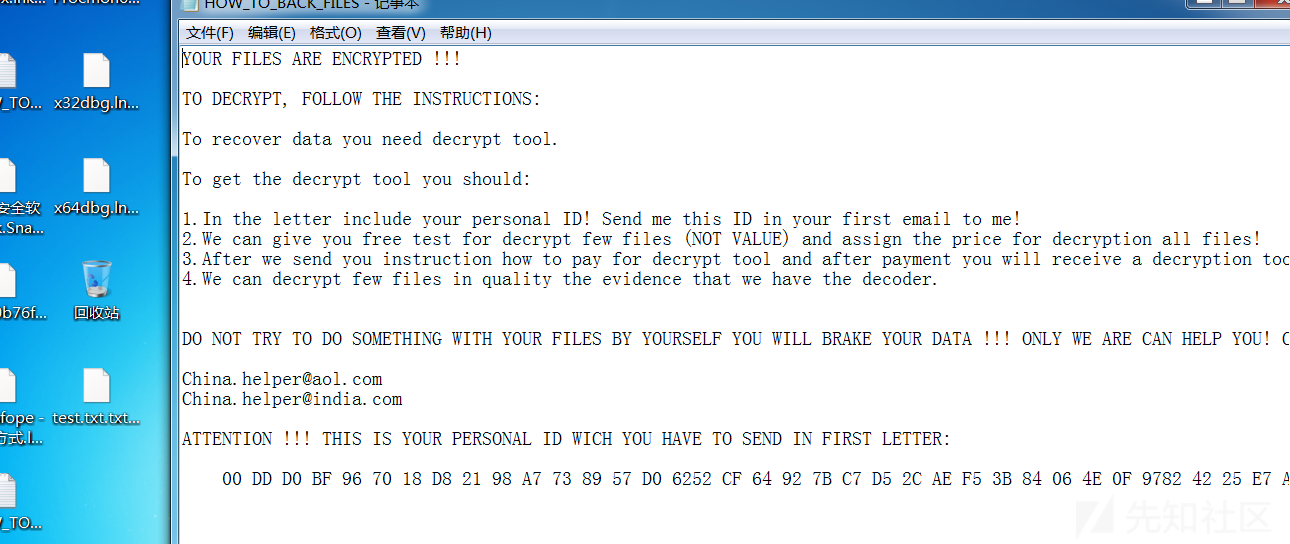 HOW_TO_BACK_FILES - 记事本
文件(F) 编辑(E) 格式(O) 查看(V) 帮助(H)
YOUR FILES ARE ENCRYPTED !!!
TO DECRYPT, FOLLOW THE INSTRUCTIONS:
To recover data you need decrypt tool.
To get the decrypt tool you should:
1.In the letter include your personal ID! Send me this ID in your first email to me!
2.We can give you free test for decrypt few files (NOT VALUE) and assign the price for decryption all files!
3.After we send you instruction how to pay for decrypt tool and after payment you will receive a decryption too
4.We can decrypt few files in quality the evidence that we have the decoder.
DO NOT TRY TO DO SOMETHING WITH YOUR FILES BY YOURSELF YOU WILL BRAKE YOUR DATA !!! ONLY WE ARE CAN HELP YOU! C
China.helper@aol.com
China.helper@india.com
ATTENTION !!! THIS IS YOUR PERSONAL ID WICH YOU HAVE TO SEND IN FIRST LETTER:
00 DD D0 BF 96 70 18 D8 21 98 A7 73 89 57 D0 6252 CF 64 92 7B C7 D5 2C AE F5 3B 84 06 4E 0F 9782 42 25 E7 A
_TO... x32dbg.ln...
安全软 x64dbg.ln...
.Sna...
b76f... 回收站
fope - test.txt.txt...
方式.l...
_TO...
先知社区